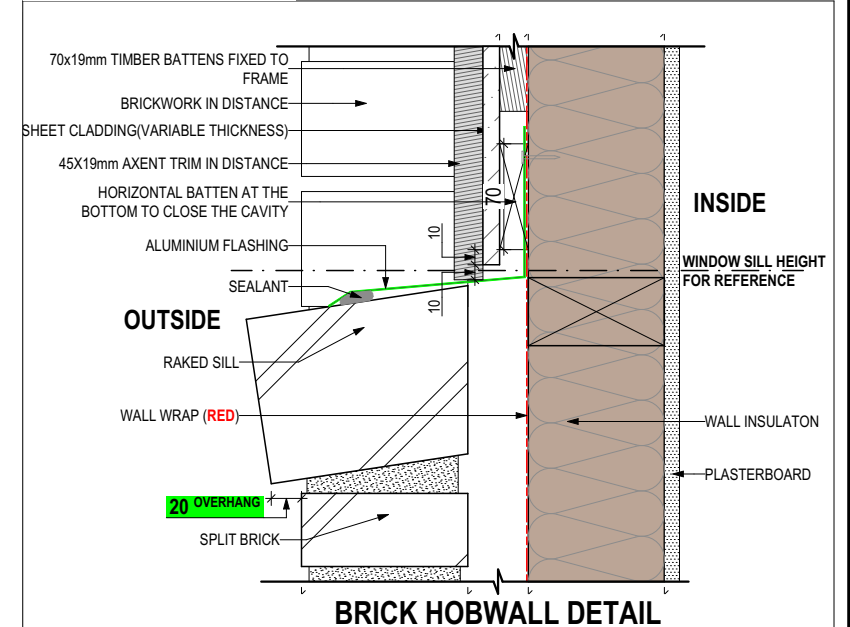 70x19mm TIMBER BATTENS FIXED TO
FRAME
BRICKWORK IN DISTANCE
SHEET CLADDING(VARIABLE THICKNESS)
45X19mm AXENT TRIM IN DISTANCE
HORIZONTAL BATTEN AT THE
BOTTOM TO CLOSE THE CAVITY
ALUMINIUM FLASHING
SEALANT
OUTSIDE
RAKED SILL
WALL WRAP (RED)
20 OVERHANG
SPLIT BRICK
70
10
10
INSIDE
WINDOW SILL HEIGHT
FOR REFERENCE
WALL INSULATON
PLASTERBOARD
BRICK HOBWALL DETAIL